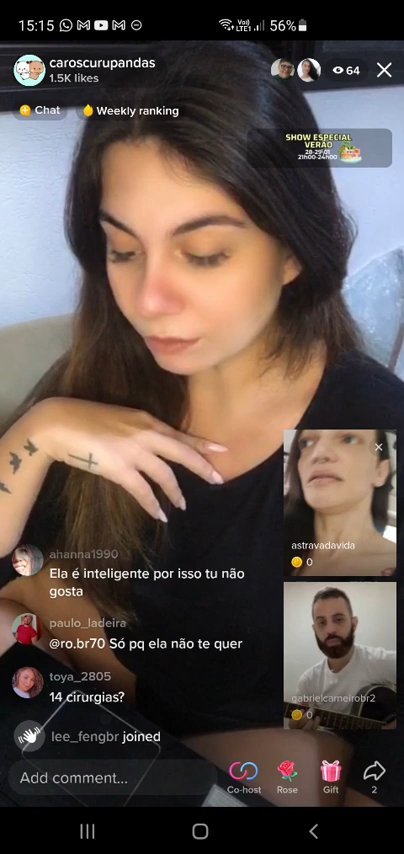 15:15
Vo))
LTE1
56%
caroscurupandas
1.5K likes
64
Chat
Weekly ranking
SHOW ESPECIAL
VERÃO
28-29\01
21h00-24h00
astravadavida
0
ahanna1990
Ela é inteligente por isso tu não
gosta
paulo_ladeira
@ro.br70 Só pq ela não te quer
gabrielcarneirobr2
0
toya_2805
14 cirurgias?
lee_fengbr joined
Add comment...
Co-host
Rose
Gift
2